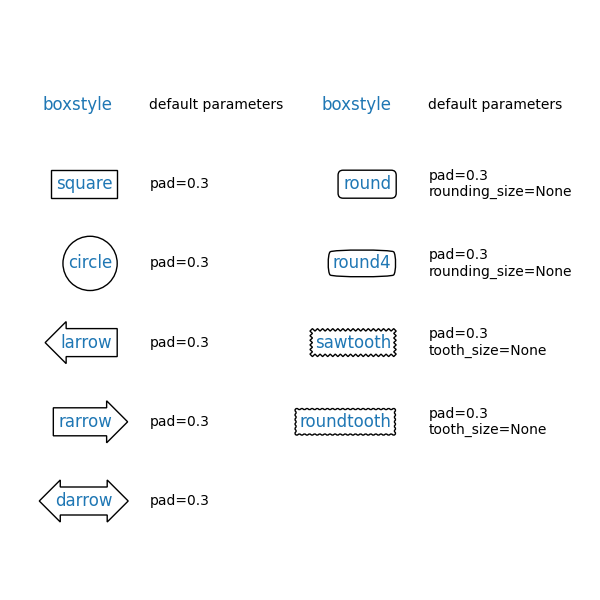 boxstyle default parameters
square pad=0.3
circle pad=0.3
larrow pad=0.3
rarrow pad=0.3
darrow pad=0.3
boxstyle default parameters
round pad=0.3
rounding_size=None
round4 pad=0.3
rounding_size=None
sawtooth pad=0.3
tooth_size=None
roundtooth pad=0.3
tooth_size=None